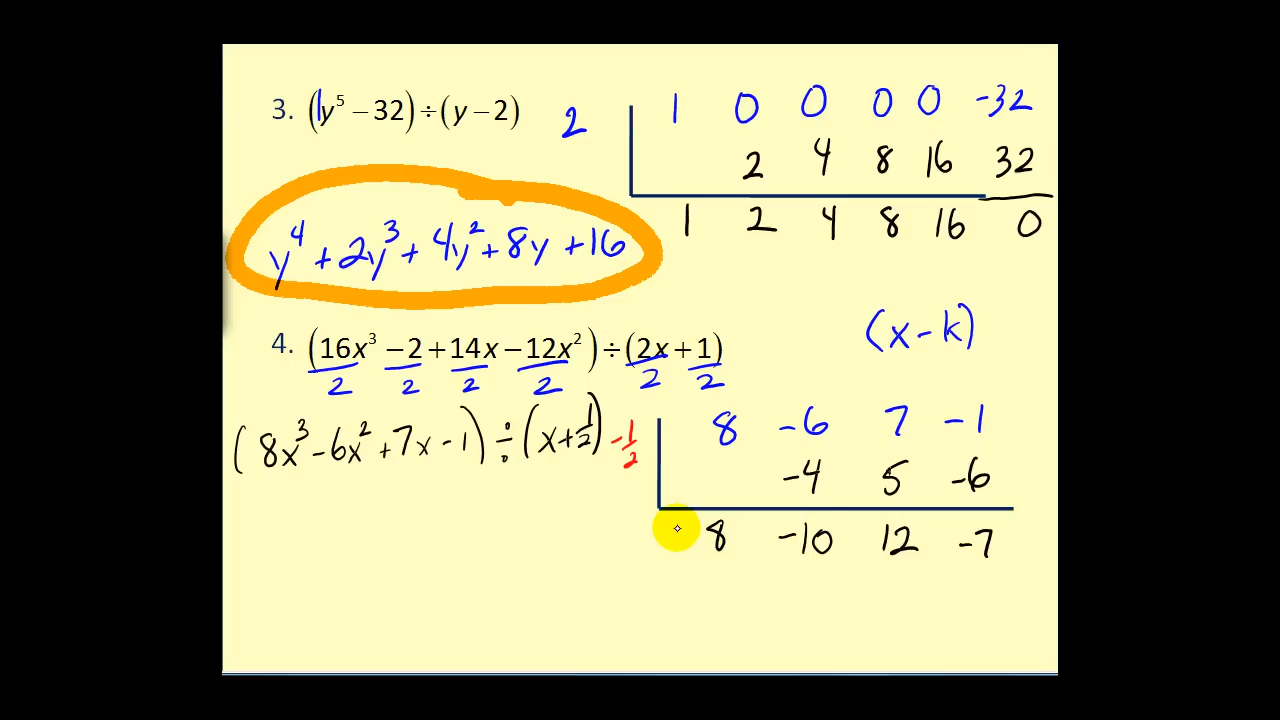 3. (1y⁵ − 32) ÷ (y − 2)
2 | 1 0 0 0 0 -32
2 4 8 16 32
1 2 4 8 16 0
y⁴ + 2y³ + 4y² + 8y + 16
(x - k)
4. (16x³ − 2 + 14x − 12x²) ÷ (2x + 1)
2 2 2 2 2 2
(8x³ - 6x² + 7x - 1) ÷ (x + 1/2)
-1/2 | 8 -6 7 -1
-4 5 -6
8 -10 12 -7